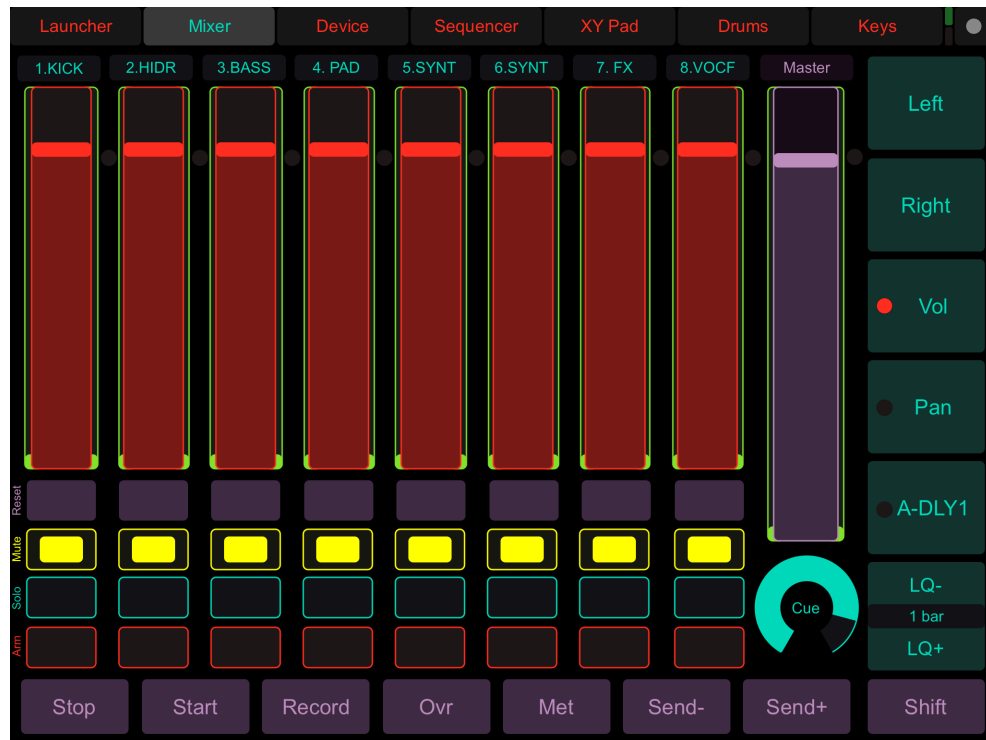 Launcher Mixer Device Sequencer XY Pad Drums Keys
1.KICK 2.HIDR 3.BASS 4. PAD 5.SYNT 6.SYNT 7. FX 8.VOCF Master
Left
Right
Vol
Pan
A-DLY1
Reset
Mute
Solo
Arm
Cue
LQ-
1 bar
LQ+
Stop Start Record Ovr Met Send- Send+ Shift